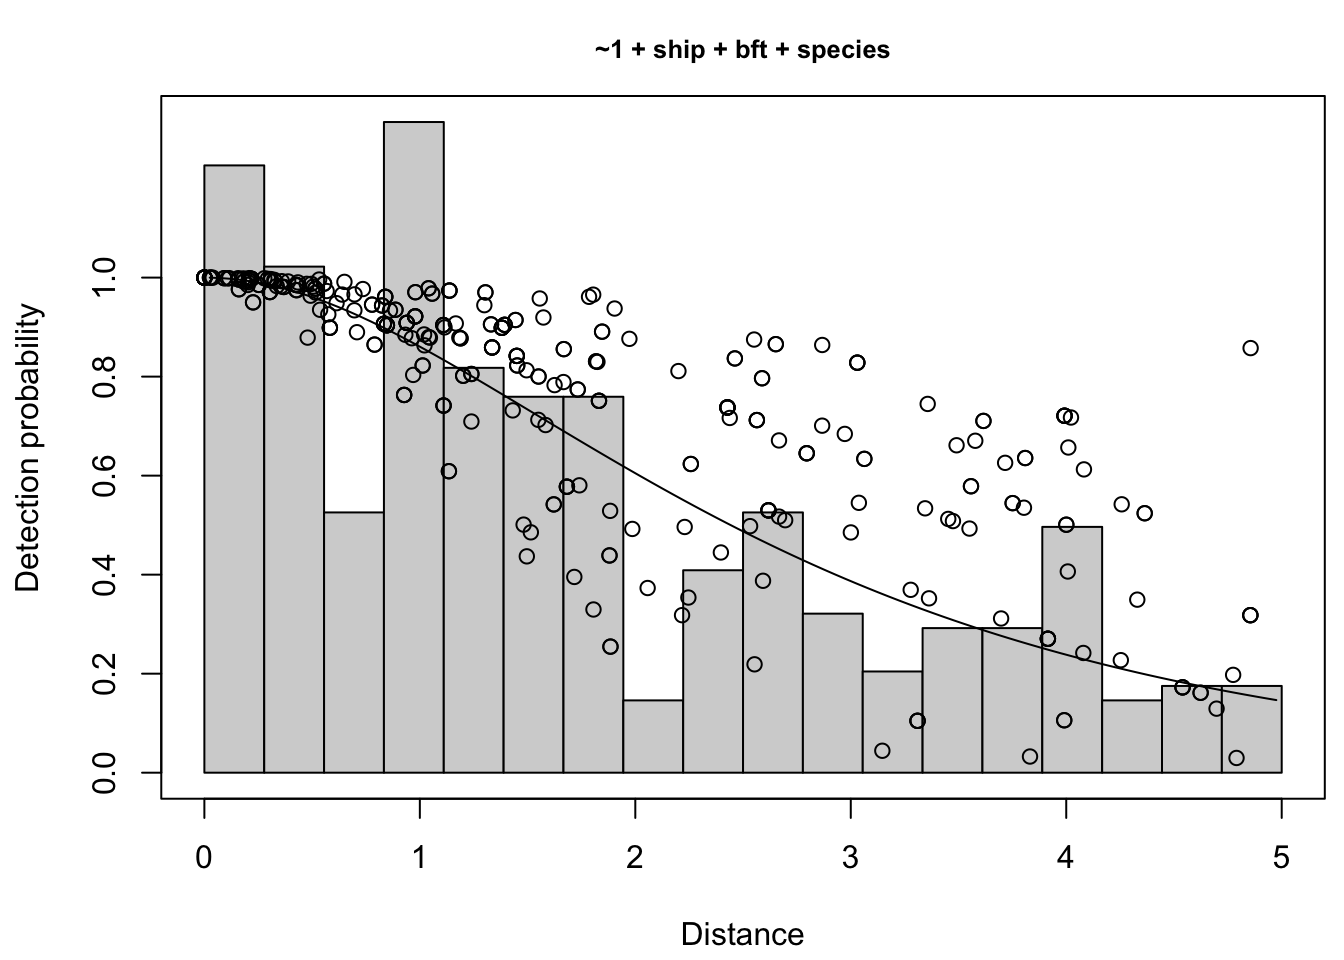 ~1 + ship + bft + species
Detection probability
1.0
0.8
0.6
0.4
0.2
0.0
0 1 2 3 4 5
Distance